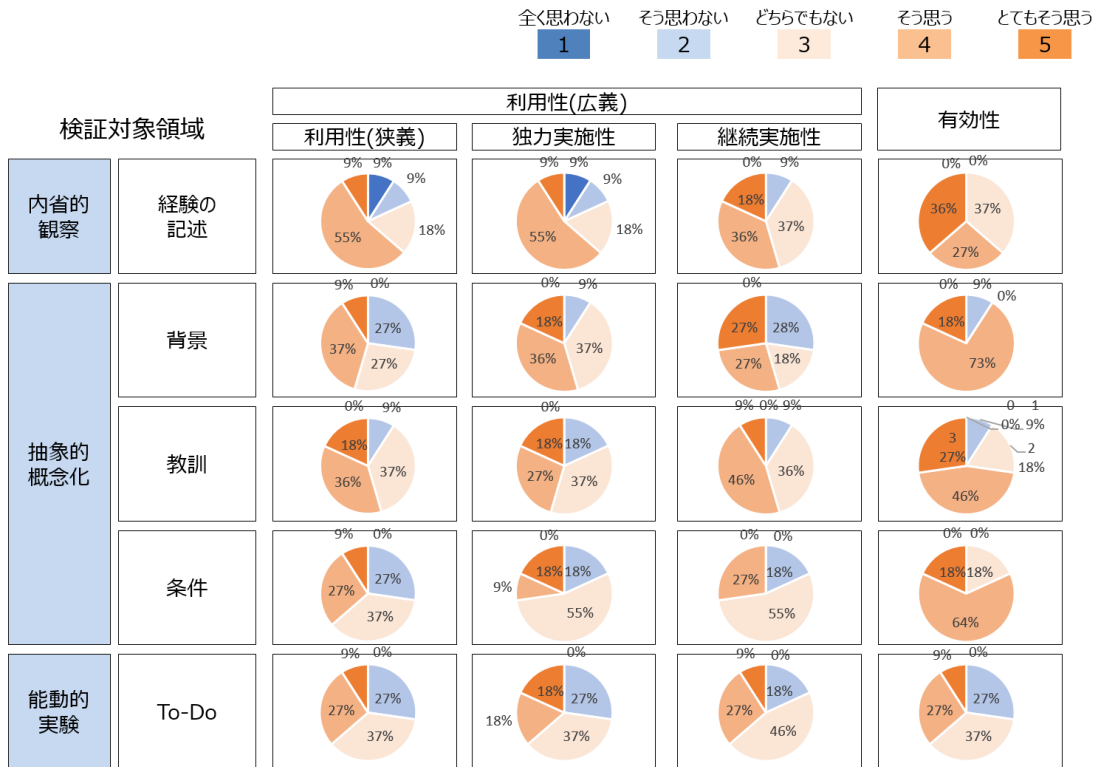 全く思わない そう思わない どちらでもない そう思う とてもそう思う
1 2 3 4 5
利用性(広義)
有効性
検証対象領域
利用性(狭義) 独力実施性 継続実施性
内省的
観察
経験の
記述
9% 9% 9% 18% 55%
9% 9% 9% 18% 55%
0% 9% 37% 36% 18%
0% 0% 37% 27% 36%
抽象的
概念化
背景
9% 0% 27% 27% 37%
0% 9% 37% 36% 18%
0% 28% 18% 27% 27%
0% 9% 0% 73% 18%
教訓
0% 9% 37% 36% 18%
0% 18% 37% 27% 18%
9% 0% 9% 36% 46%
0 1
0% 9%
2
18%
46%
3
27%
条件
9% 0% 27% 37% 27%
0% 18% 55% 9% 18%
0% 0% 18% 55% 27%
0% 0% 18% 64% 18%
能動的
実験
To-Do
9% 0% 27% 37% 27%
0% 27% 37% 18% 18%
9% 0% 18% 46% 27%
9% 0% 27% 37% 27%